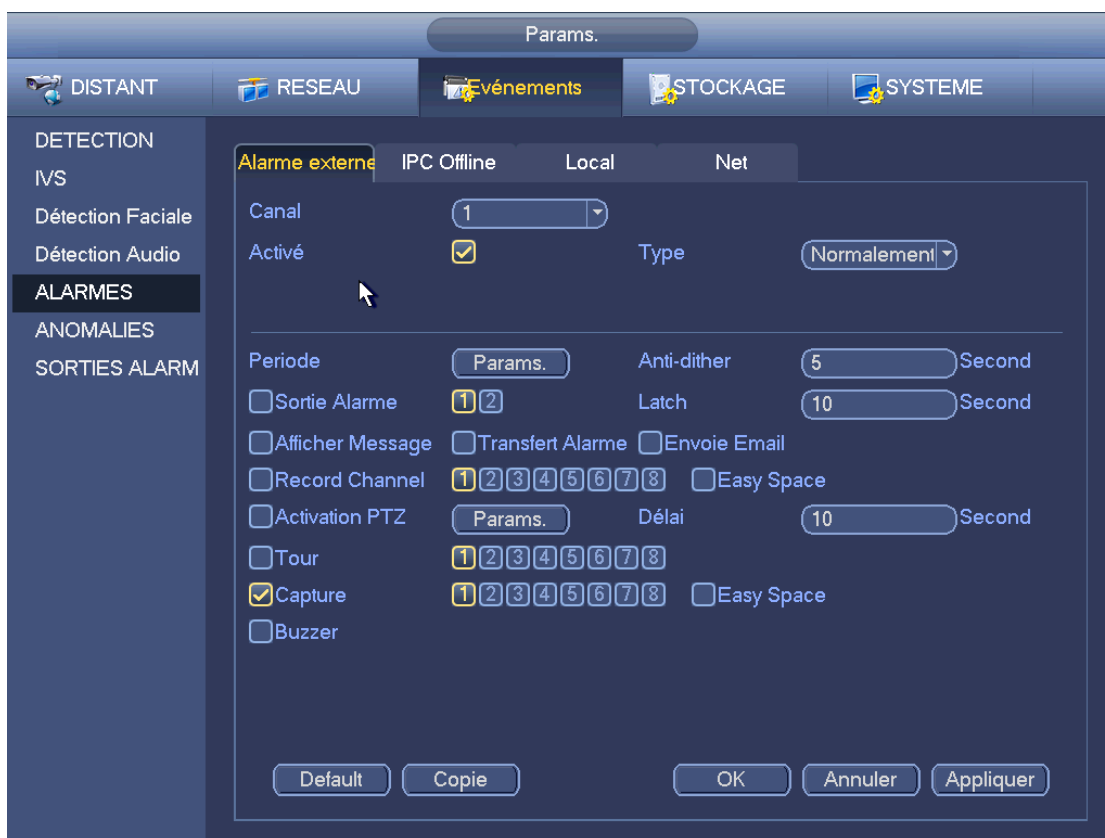 Params.
DISTANT RESEAU Evénements STOCKAGE SYSTEME
DETECTION
IVS
Détection Faciale
Détection Audio
ALARMES
ANOMALIES
SORTIES ALARM
Alarme externe IPC Offline Local Net
Canal 1
Activé Type Normalement
Periode Params. Anti-dither 5 Second
Sortie Alarme 1 2 Latch 10 Second
Afficher Message Transfert Alarme Envoie Email
Record Channel 1 2 3 4 5 6 7 8 Easy Space
Activation PTZ Params. Délai 10 Second
Tour 1 2 3 4 5 6 7 8
Capture 1 2 3 4 5 6 7 8 Easy Space
Buzzer
Default Copie OK Annuler Appliquer